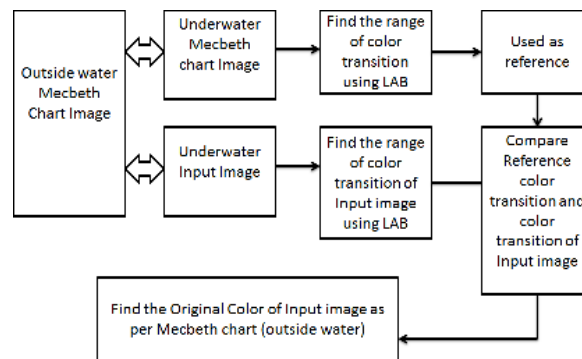 Outside water
Mecbeth
Chart Image
Underwater
Mecbeth
chart Image
Find the range
of color
transition
using LAB
Used as
reference
Underwater
Input Image
Find the range
of color
transition of
Input image
using LAB
Compare
Reference
color
transition and
color
transition of
Input image
Find the Original Color of Input image as
per Mecbeth chart (outside water)